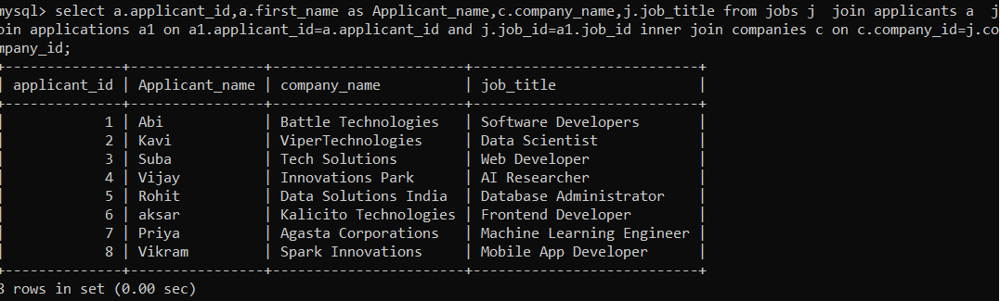 mysql> select a.applicant_id,a.first_name as Applicant_name,c.company_name,j.job_title from jobs j  join applicants a  j
oin applications a1 on a1.applicant_id=a.applicant_id and j.job_id=a1.job_id inner join companies c on c.company_id=j.co
mpany_id;
+--------------+----------------+-----------------------+---------------------------+
| applicant_id | Applicant_name | company_name          | job_title                 |
+--------------+----------------+-----------------------+---------------------------+
|            1 | Abi            | Battle Technologies   | Software Developers       |
|            2 | Kavi           | ViperTechnologies     | Data Scientist            |
|            3 | Suba           | Tech Solutions        | Web Developer             |
|            4 | Vijay          | Innovations Park      | AI Researcher             |
|            5 | Rohit          | Data Solutions India  | Database Administrator    |
|            6 | aksar          | Kalicito Technologies | Frontend Developer        |
|            7 | Priya          | Agasta Corporations   | Machine Learning Engineer |
|            8 | Vikram         | Spark Innovations     | Mobile App Developer      |
+--------------+----------------+-----------------------+---------------------------+
8 rows in set (0.00 sec)